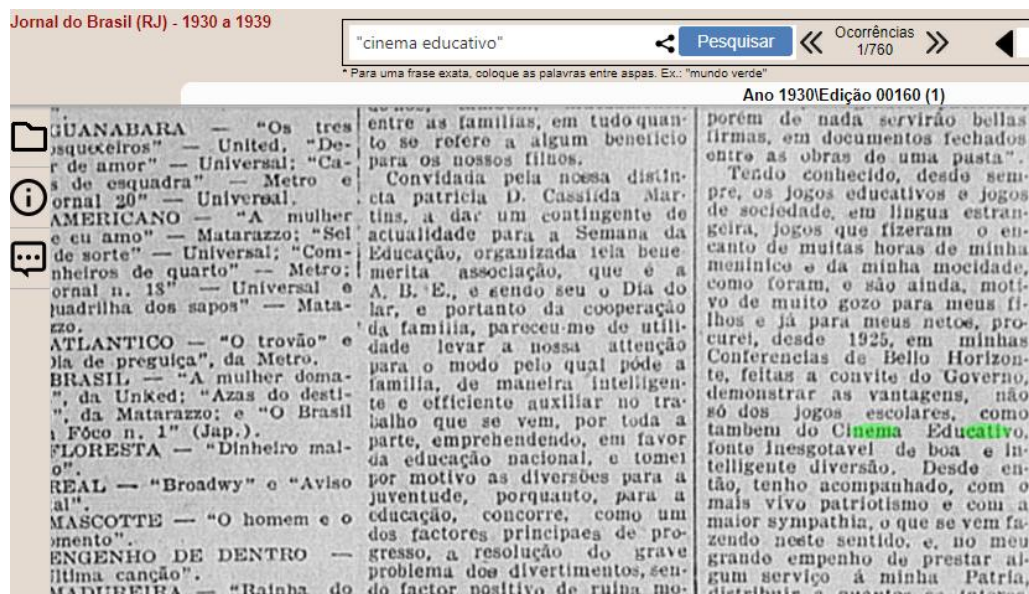 Jornal do Brasil (RJ) - 1930 a 1939
"cinema educativo"
Pesquisar
Ocorrências
1/760
* Para uma frase exata, coloque as palavras entre aspas. Ex.: "mundo verde"
Ano 1930\Edição 00160 (1)
GUANABARA — "Os tres
osqueteiros" — United, "De-
r de amor" — Universal; "Ca-
s de esquadra" — Metro e
ornal 20" — Universal.
AMERICANO — "A mulher
e eu amo" — Matarazzo; "Sei
de sorte" — Universal; "Com-
nheiros de quarto" — Metro;
ornal n. 18" — Universal e
uadrilha dos sapos" — Mata-
zzo.
ATLANTICO — "O trovão" e
Dia de preguiça", da Metro.
BRASIL — "A mulher doma-
", da Unked; "Azas do desti-
", da Matarazzo; e "O Brasil
Fóco n. 1" (Jap.).
FLORESTA — "Dinheiro mal-
o".
REAL — "Broadwy" e "Aviso
al".
MASCOTTE — "O homem e o
omento".
ENGENHO DE DENTRO —
ltima canção".
MADUREIRA — "Rainha do
entre as familias, em tudo quan-
to se refere a algum beneficio
para os nossos filhos.
Convidada pela nossa distin-
cta patricia D. Cassilda Mar-
tins, a dar um contingente de
actualidade para a Semana da
Educação, organizada pela bene-
merita associação, que é a
A. B. E., e sendo seu o Dia do
lar, e portanto da cooperação
da familia, pareceu-me de utili-
dade levar a nossa attenção
para o modo pelo qual póde a
familia, de maneira intelligen-
te e efficiente auxiliar no tra-
balho que se vem, por toda a
parte, emprehendendo, em favor
da educação nacional, e tomei
por motivo as diversões para a
juventude, porquanto, para a
educação, concorre, como um
dos factores principaes de pro-
gresso, a resolução do grave
problema dos divertimentos, sen-
do factor positivo de ruina mo-
porém de nada servirão bellas
firmas, em documentos fechados
entre as obras de uma pasta".
Tendo conhecido, desde sem-
pre, os jogos educativos e jogos
de sociedade, em lingua estran-
geira, jogos que fizeram o en-
canto de muitas horas de minha
meninice e da minha mocidade,
como foram, e são ainda, moti-
vo de muito gozo para meus fi-
lhos e já para meus netos, pro-
curei, desde 1925, em minhas
Conferencias de Bello Horizon-
te, feitas a convite do Governo,
demonstrar as vantagens, não
só dos jogos escolares, como
tambem do Cinema Educativo,
fonte inesgotavel de boa e in-
telligente diversão. Desde en-
tão, tenho acompanhado, com o
mais vivo patriotismo e com a
maior sympathia, o que se vem fa-
zendo neste sentido, e, no meu
grande empenho de prestar al-
gum serviço á minha Patria,